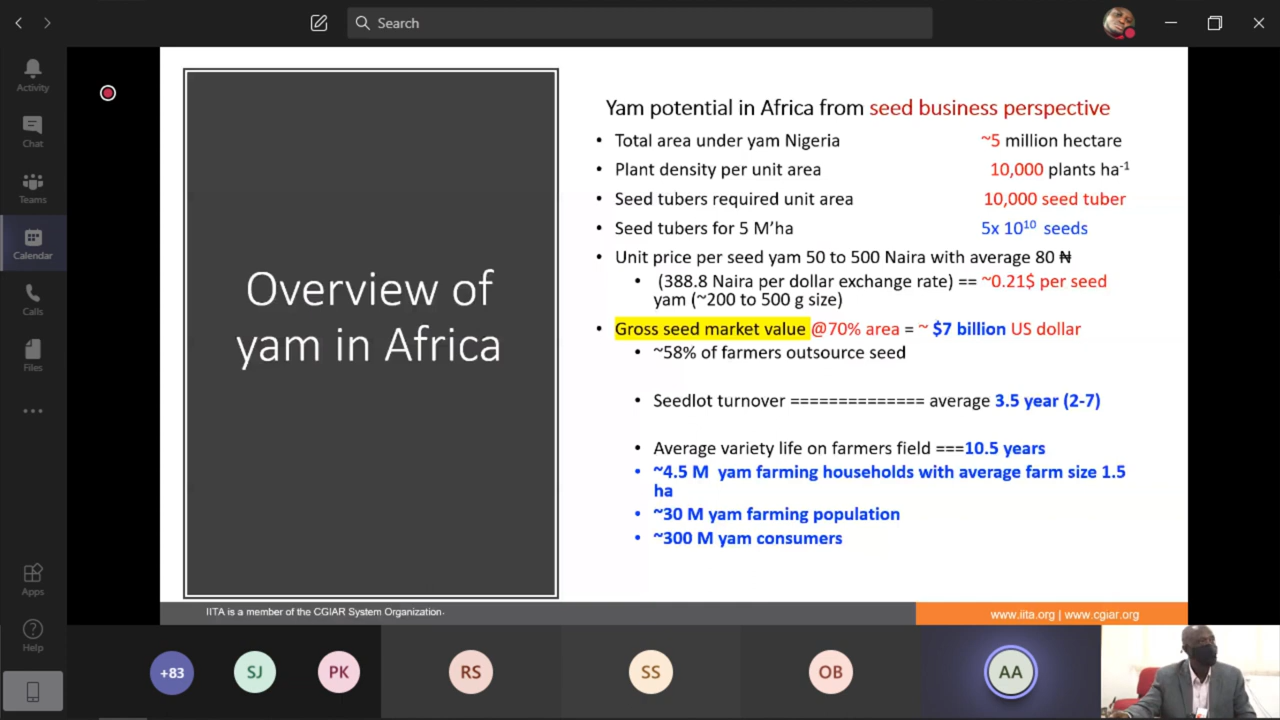 Search
Activity
Chat
Teams
Calendar
Calls
Files
Apps
Help
Overview of
yam in Africa
Yam potential in Africa from seed business perspective
• Total area under yam Nigeria ~5 million hectare
• Plant density per unit area 10,000 plants ha-1
• Seed tubers required unit area 10,000 seed tuber
• Seed tubers for 5 M’ha 5x 10¹⁰ seeds
• Unit price per seed yam 50 to 500 Naira with average 80 ₦
• (388.8 Naira per dollar exchange rate) == ~0.21$ per seed
yam (~200 to 500 g size)
• Gross seed market value @70% area = ~ $7 billion US dollar
• ~58% of farmers outsource seed
• Seedlot turnover ============== average 3.5 year (2-7)
• Average variety life on farmers field ===10.5 years
• ~4.5 M yam farming households with average farm size 1.5
ha
• ~30 M yam farming population
• ~300 M yam consumers
IITA is a member of the CGIAR System Organization.
www.iita.org | www.cgiar.org
+83
SJ
PK
RS
SS
OB
AA